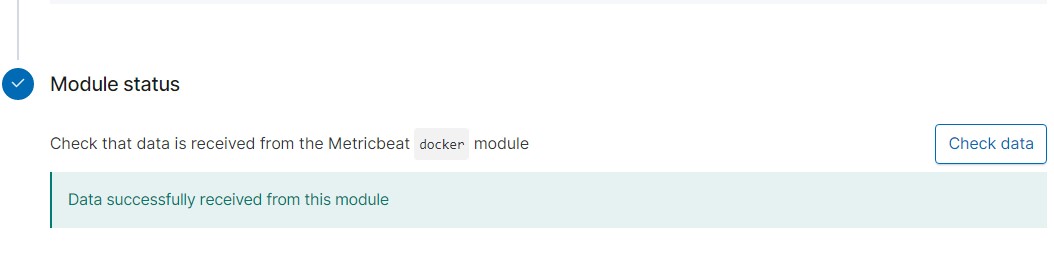 Module status
Check that data is received from the Metricbeat docker module
Check data
Data successfully received from this module